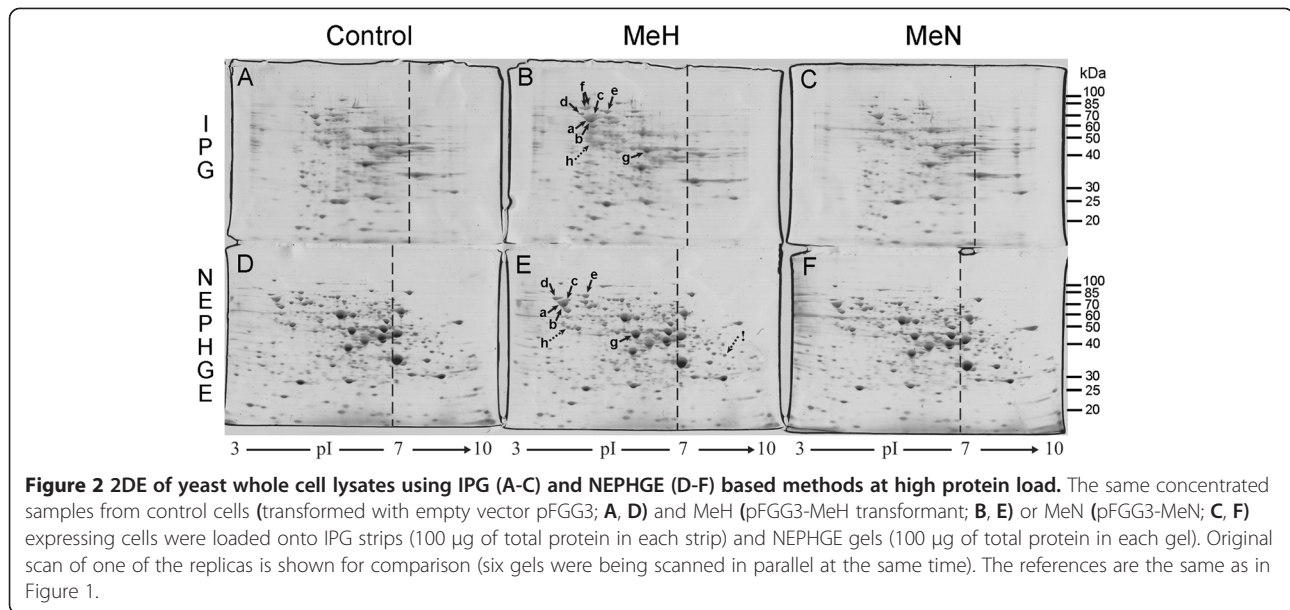 Control MeH MeN
A B C
kDa
100
85
70
60
50
40
30
25
20
IPG
f
d c e
a
b
h g
D E F
NEPHGE
d c e
a
b
h g !
100
85
70
60
50
40
30
25
20
3 pI 7 10 3 pI 7 10 3 pI 7 10
Figure 2 2DE of yeast whole cell lysates using IPG (A-C) and NEPHGE (D-F) based methods at high protein load. The same concentrated
samples from control cells (transformed with empty vector pFGG3; A, D) and MeH (pFGG3-MeH transformant; B, E) or MeN (pFGG3-MeN; C, F)
expressing cells were loaded onto IPG strips (100 µg of total protein in each strip) and NEPHGE gels (100 µg of total protein in each gel). Original
scan of one of the replicas is shown for comparison (six gels were being scanned in parallel at the same time). The references are the same as in
Figure 1.